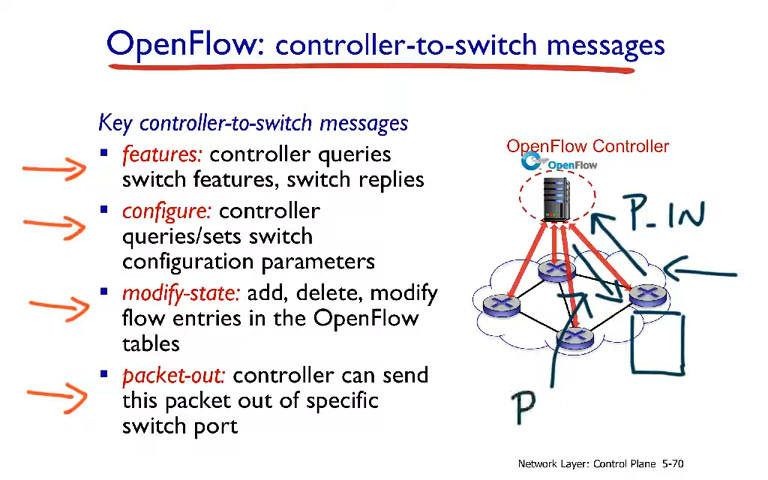 OpenFlow: controller-to-switch messages
Key controller-to-switch messages
▪ features: controller queries
switch features, switch replies
▪ configure: controller
queries/sets switch
configuration parameters
▪ modify-state: add, delete, modify
flow entries in the OpenFlow
tables
▪ packet-out: controller can send
this packet out of specific
switch port
OpenFlow Controller
OpenFlow
P_IN
P
Network Layer: Control Plane 5-70